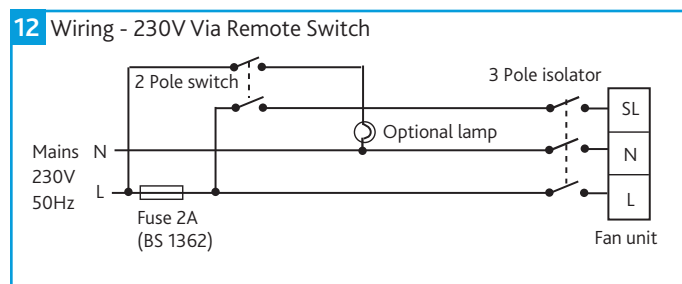 12 Wiring - 230V Via Remote Switch
2 Pole switch
3 Pole isolator
SL
Optional lamp
Mains N
230V
50Hz
L
N
L
Fuse 2A
(BS 1362)
Fan unit